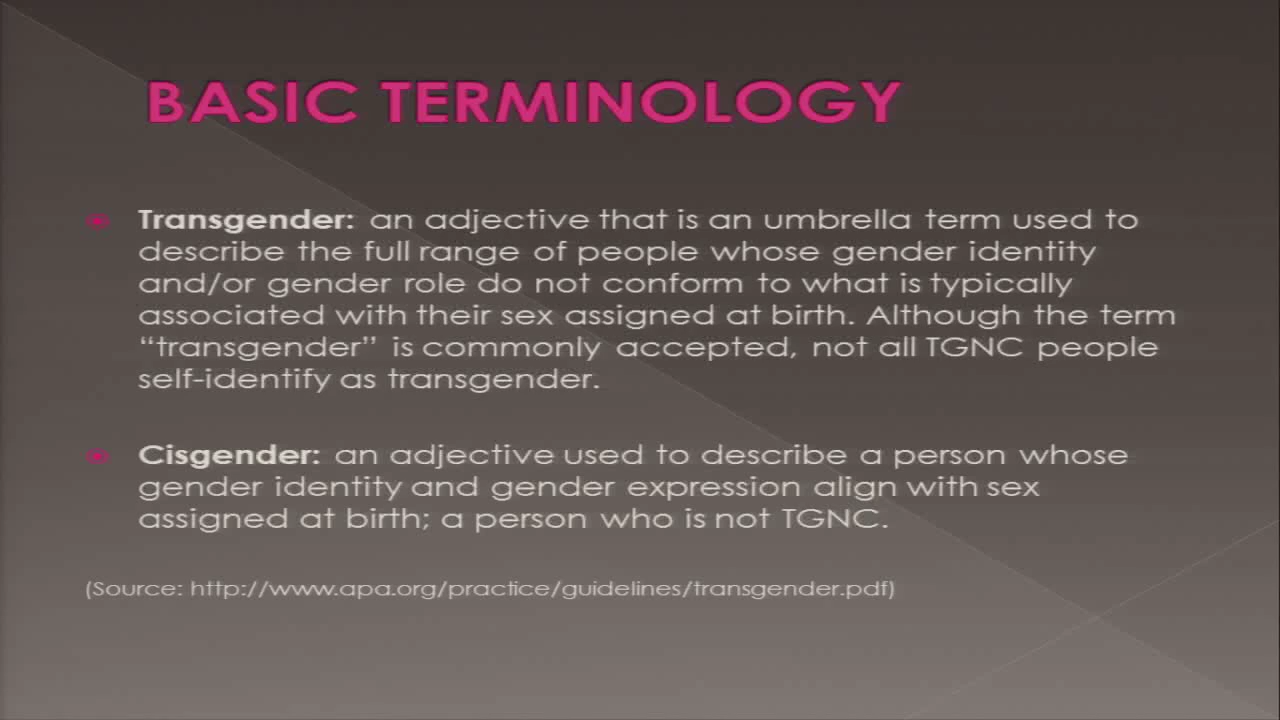 BASIC TERMINOLOGY
Transgender: an adjective that is an umbrella term used to
describe the full range of people whose gender identity
and/or gender role do not conform to what is typically
associated with their sex assigned at birth. Although the term
“transgender” is commonly accepted, not all TGNC people
self-identify as transgender.
Cisgender: an adjective used to describe a person whose
gender identity and gender expression align with sex
assigned at birth; a person who is not TGNC.
(Source: http://www.apa.org/practice/guidelines/transgender.pdf)